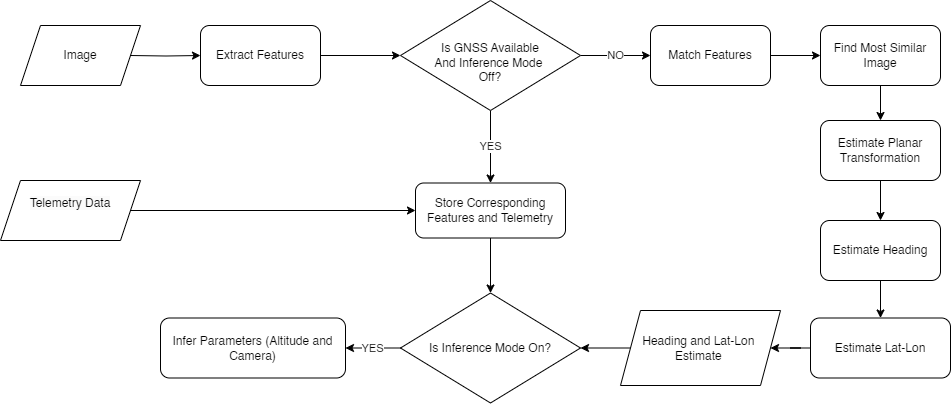 Image
Extract Features
Is GNSS Available
And Inference Mode
Off?
NO
Match Features
Find Most Similar
Image
YES
Estimate Planar
Transformation
Telemetry Data
Store Corresponding
Features and Telemetry
Estimate Heading
Infer Parameters (Altitude and
Camera)
YES
Is Inference Mode On?
Heading and Lat-Lon
Estimate
Estimate Lat-Lon